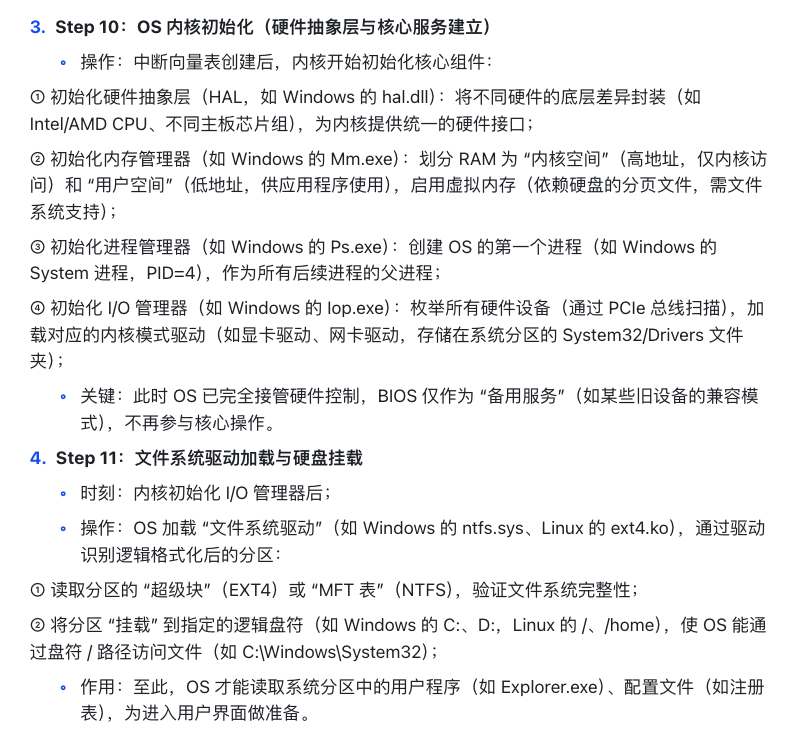 3. Step 10：OS 内核初始化（硬件抽象层与核心服务建立）
操作：中断向量表创建后，内核开始初始化核心组件：
① 初始化硬件抽象层（HAL，如 Windows 的 hal.dll）：将不同硬件的底层差异封装（如
Intel/AMD CPU、不同主板芯片组），为内核提供统一的硬件接口；
② 初始化内存管理器（如 Windows 的 Mm.exe）：划分 RAM 为 “内核空间”（高地址，仅内核访
问）和 “用户空间”（低地址，供应用程序使用），启用虚拟内存（依赖硬盘的分页文件，需文件
系统支持）；
③ 初始化进程管理器（如 Windows 的 Ps.exe）：创建 OS 的第一个进程（如 Windows 的
System 进程，PID=4），作为所有后续进程的父进程；
④ 初始化 I/O 管理器（如 Windows 的 Iop.exe）：枚举所有硬件设备（通过 PCIe 总线扫描），加
载对应的内核模式驱动（如显卡驱动、网卡驱动，存储在系统分区的 System32/Drivers 文件
夹）；
关键：此时 OS 已完全接管硬件控制，BIOS 仅作为 “备用服务”（如某些旧设备的兼容模
式），不再参与核心操作。
4. Step 11：文件系统驱动加载与硬盘挂载
时刻：内核初始化 I/O 管理器后；
操作：OS 加载 “文件系统驱动”（如 Windows 的 ntfs.sys、Linux 的 ext4.ko），通过驱动
识别逻辑格式化后的分区：
① 读取分区的 “超级块”（EXT4）或 “MFT 表”（NTFS），验证文件系统完整性；
② 将分区 “挂载” 到指定的逻辑盘符（如 Windows 的 C:、D:，Linux 的 /、/home），使 OS 能通
过盘符 / 路径访问文件（如 C:\Windows\System32）；
作用：至此，OS 才能读取系统分区中的用户程序（如 Explorer.exe）、配置文件（如注册
表），为进入用户界面做准备。